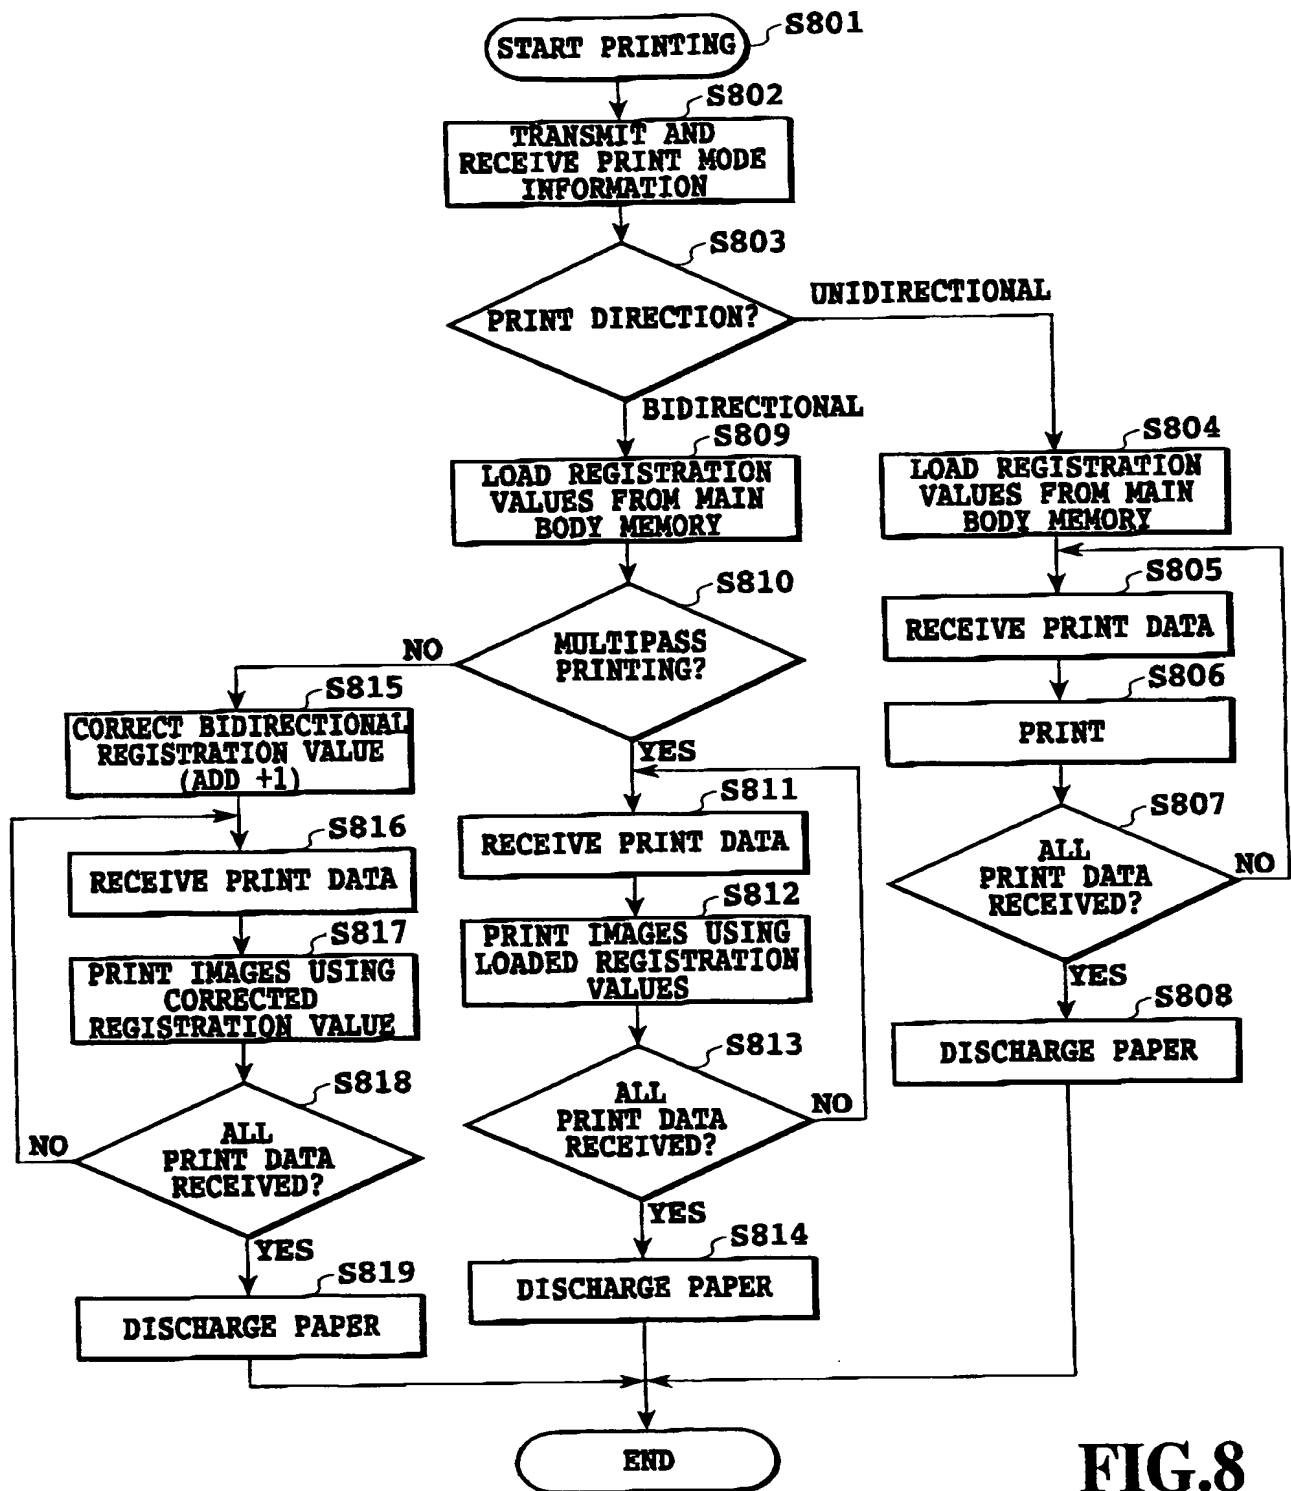 START PRINTING
S801
S802
TRANSMIT AND
RECEIVE PRINT MODE
INFORMATION
S803
PRINT DIRECTION?
UNIDIRECTIONAL
BIDIRECTIONAL
S809
LOAD REGISTRATION
VALUES FROM MAIN
BODY MEMORY
S804
LOAD REGISTRATION
VALUES FROM MAIN
BODY MEMORY
S810
MULTIPASS
PRINTING?
NO
YES
S805
RECEIVE PRINT DATA
S806
PRINT
S807
ALL
PRINT DATA
RECEIVED?
NO
YES
S808
DISCHARGE PAPER
S815
CORRECT BIDIRECTIONAL
REGISTRATION VALUE
(ADD +1)
S816
RECEIVE PRINT DATA
S817
PRINT IMAGES USING
CORRECTED
REGISTRATION VALUE
S818
ALL
PRINT DATA
RECEIVED?
NO
YES
S819
DISCHARGE PAPER
S811
RECEIVE PRINT DATA
S812
PRINT IMAGES USING
LOADED REGISTRATION
VALUES
S813
ALL
PRINT DATA
RECEIVED?
NO
YES
S814
DISCHARGE PAPER
END
FIG.8